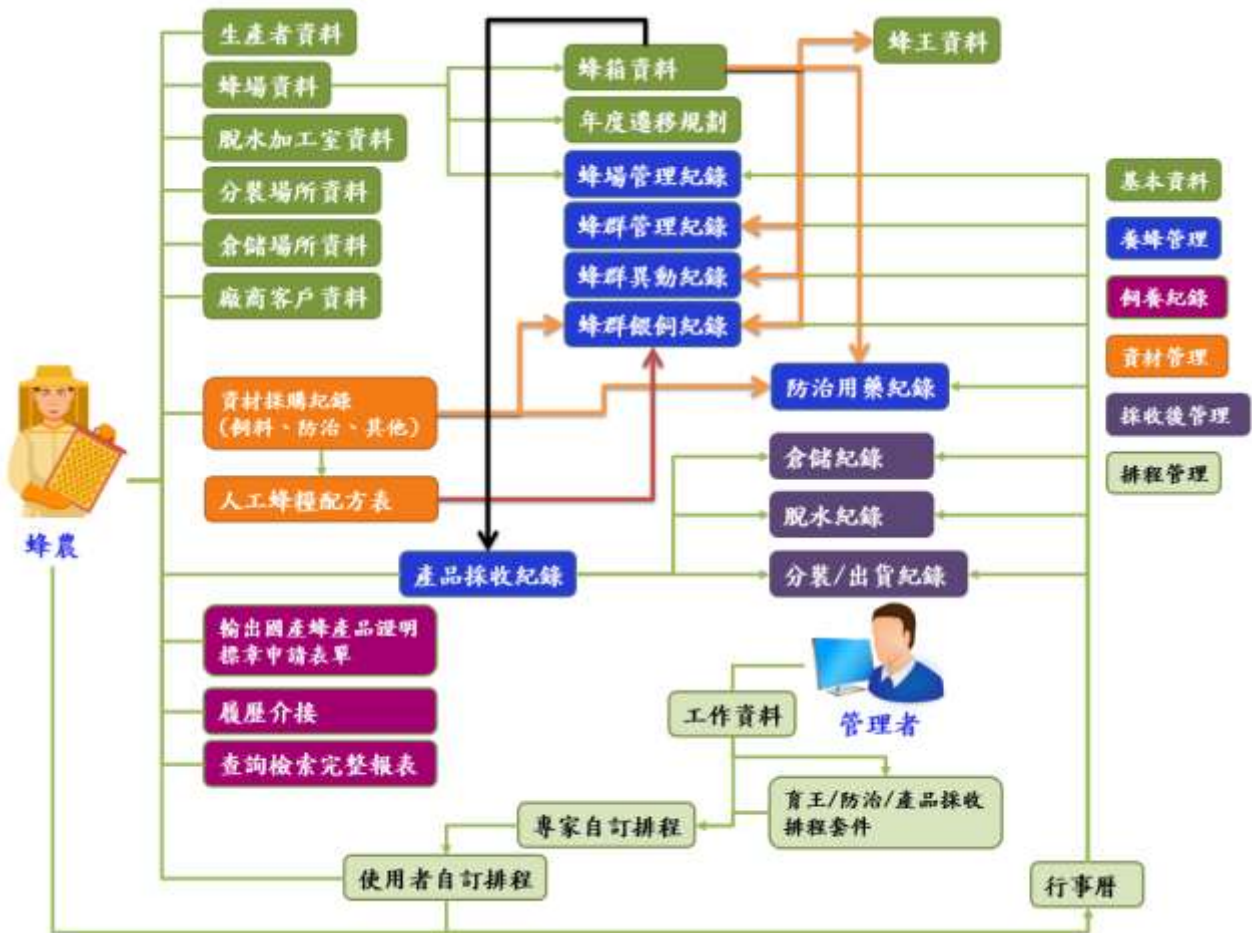 生產者資料
蜂場資料
脫水加工室資料
分裝場所資料
倉儲場所資料
廠商客戶資料
資材採購紀錄
(飼料、防治、其他)
人工蜂糧配方表
蜂農
產品採收紀錄
輸出國產蜂產品證明
標章申請表單
履歷介接
查詢檢索完整報表
蜂箱資料
年度遷移規劃
蜂場管理紀錄
蜂群管理紀錄
蜂群異動紀錄
蜂群餵飼紀錄
蜂王資料
防治用藥紀錄
倉儲紀錄
脫水紀錄
分裝/出貨紀錄
管理者
工作資料
育王/防治/產品採收
排程套件
專家自訂排程
使用者自訂排程
行事曆
基本資料
養蜂管理
飼養紀錄
資材管理
採收後管理
排程管理